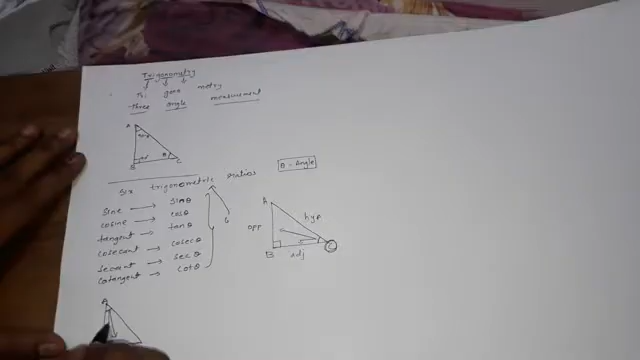 Trigonometry
Tri gono metry
three angle measurement
A
B
θ
C
θ = Angle
Six trigonometric ratios
Sine → sinθ
cosine → cosθ
tangent → tanθ
cosecant → cosecθ
secant → secθ
cotangent → cotθ
6
A
opp
hyp
B
adj
C
A